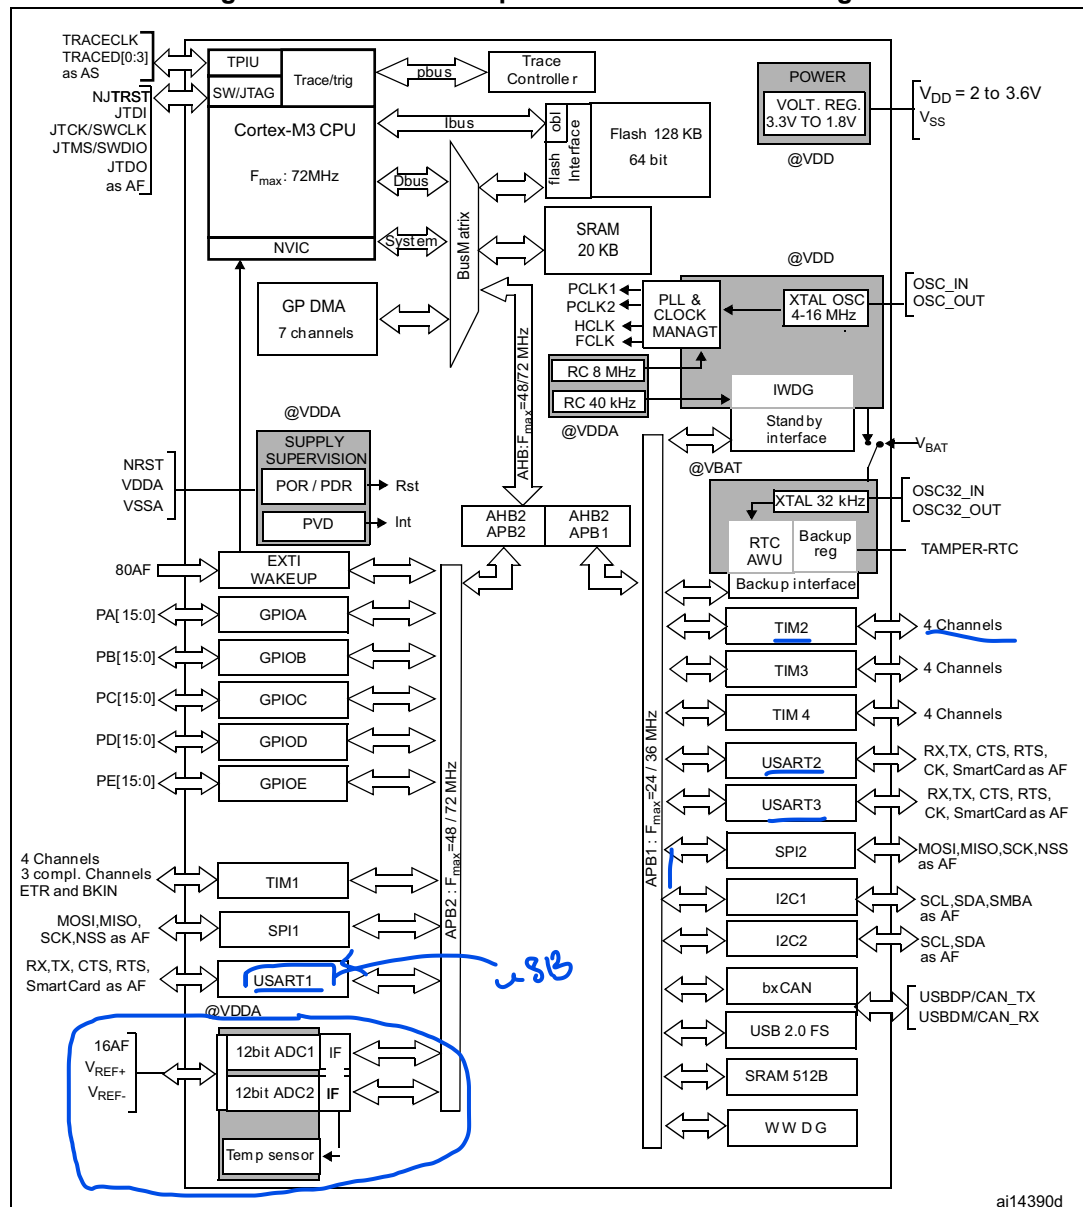 TRACECLK
TRACED[0:3]
as AS
NJTRST
JTDI
JTCK/SWCLK
JTMS/SWDIO
JTDO
as AF
TPIU
SW/JTAG
Trace/trig
Cortex-M3 CPU
Fmax: 72MHz
NVIC
pbus
Trace
Controller
Ibus
Dbus
System
BusMatrix
flash obl
Interface
Flash 128 KB
64 bit
SRAM
20 KB
POWER
VOLT. REG.
3.3V TO 1.8V
@VDD
VDD = 2 to 3.6V
VSS
GP DMA
7 channels
AHB:Fmax=48/72 MHz
PCLK1
PCLK2
HCLK
FCLK
PLL &
CLOCK
MANAGT
@VDD
XTAL OSC
4-16 MHz
OSC_IN
OSC_OUT
RC 8 MHz
RC 40 kHz
@VDDA
IWDG
Standby
interface
VBAT
@VBAT
XTAL 32 kHz
OSC32_IN
OSC32_OUT
RTC
AWU
Backup
reg
TAMPER-RTC
Backup interface
@VDDA
SUPPLY
SUPERVISION
POR / PDR
Rst
PVD
Int
NRST
VDDA
VSSA
AHB2
APB2
AHB2
APB1
80AF
EXTI
WAKEUP
PA[15:0]
GPIOA
PB[15:0]
GPIOB
PC[15:0]
GPIOC
PD[15:0]
GPIOD
PE[15:0]
GPIOE
4 Channels
3 compl. Channels
ETR and BKIN
TIM1
MOSI,MISO,
SCK,NSS as AF
SPI1
RX,TX, CTS, RTS,
SmartCard as AF
USART1
uSB
@VDDA
16AF
VREF+
VREF-
12bit ADC1
IF
12bit ADC2
IF
Temp sensor
APB2 : Fmax=48 / 72 MHz
APB1 : Fmax=24 / 36 MHz
TIM2
4 Channels
TIM3
4 Channels
TIM 4
4 Channels
USART2
RX,TX, CTS, RTS,
CK, SmartCard as AF
USART3
RX,TX, CTS, RTS,
CK, SmartCard as AF
SPI2
MOSI,MISO,SCK,NSS
as AF
I2C1
SCL,SDA,SMBA
as AF
I2C2
SCL,SDA
as AF
bxCAN
USBDP/CAN_TX
USBDM/CAN_RX
USB 2.0 FS
SRAM 512B
WWDG
ai14390d